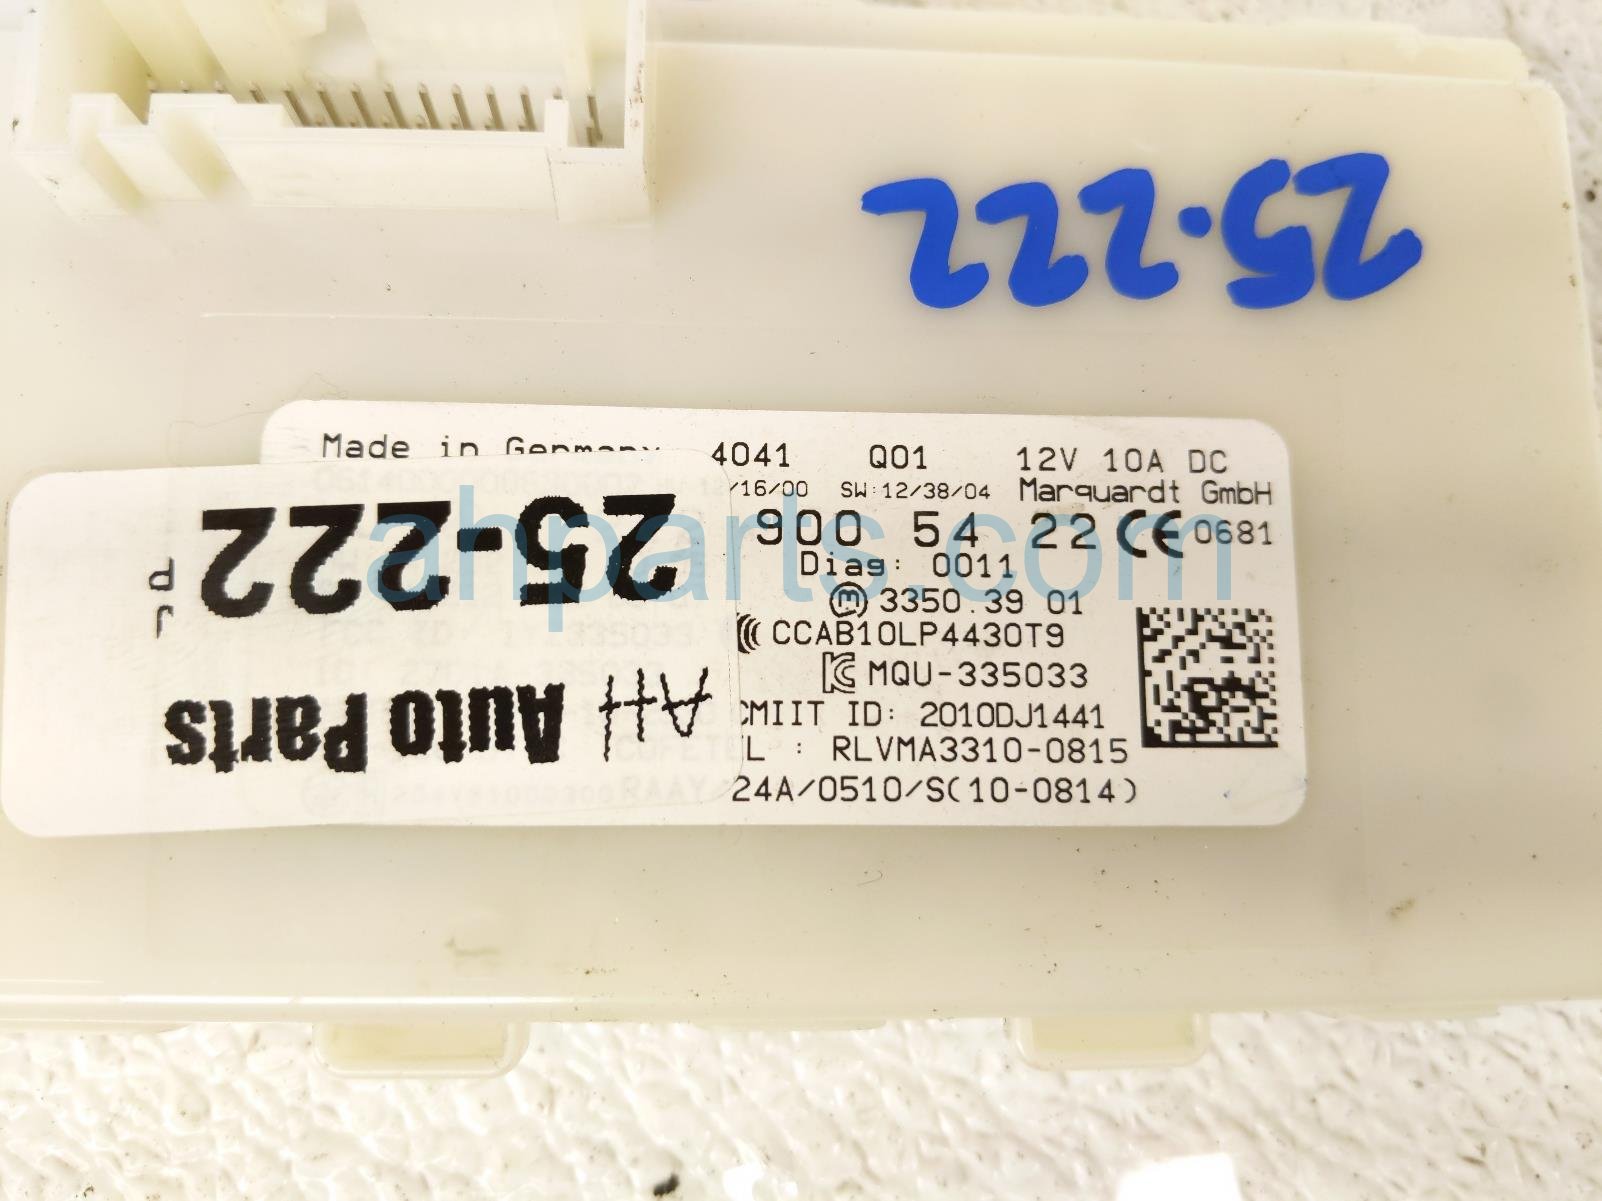 25.222
Made in Germany 4041 Q01 12V 10A DC
/16/00 SW:12/38/04 Marquardt GmbH
900 54 22 CE 0681
Diag: 0011
3350.39 01
CCAB10LP4430T9
MQU-335033
CMIIT ID: 2010DJ1441
L : RLVMA3310-0815
24A/0510/S(10-0814)
AH Auto Parts
25-222
ahparts.com